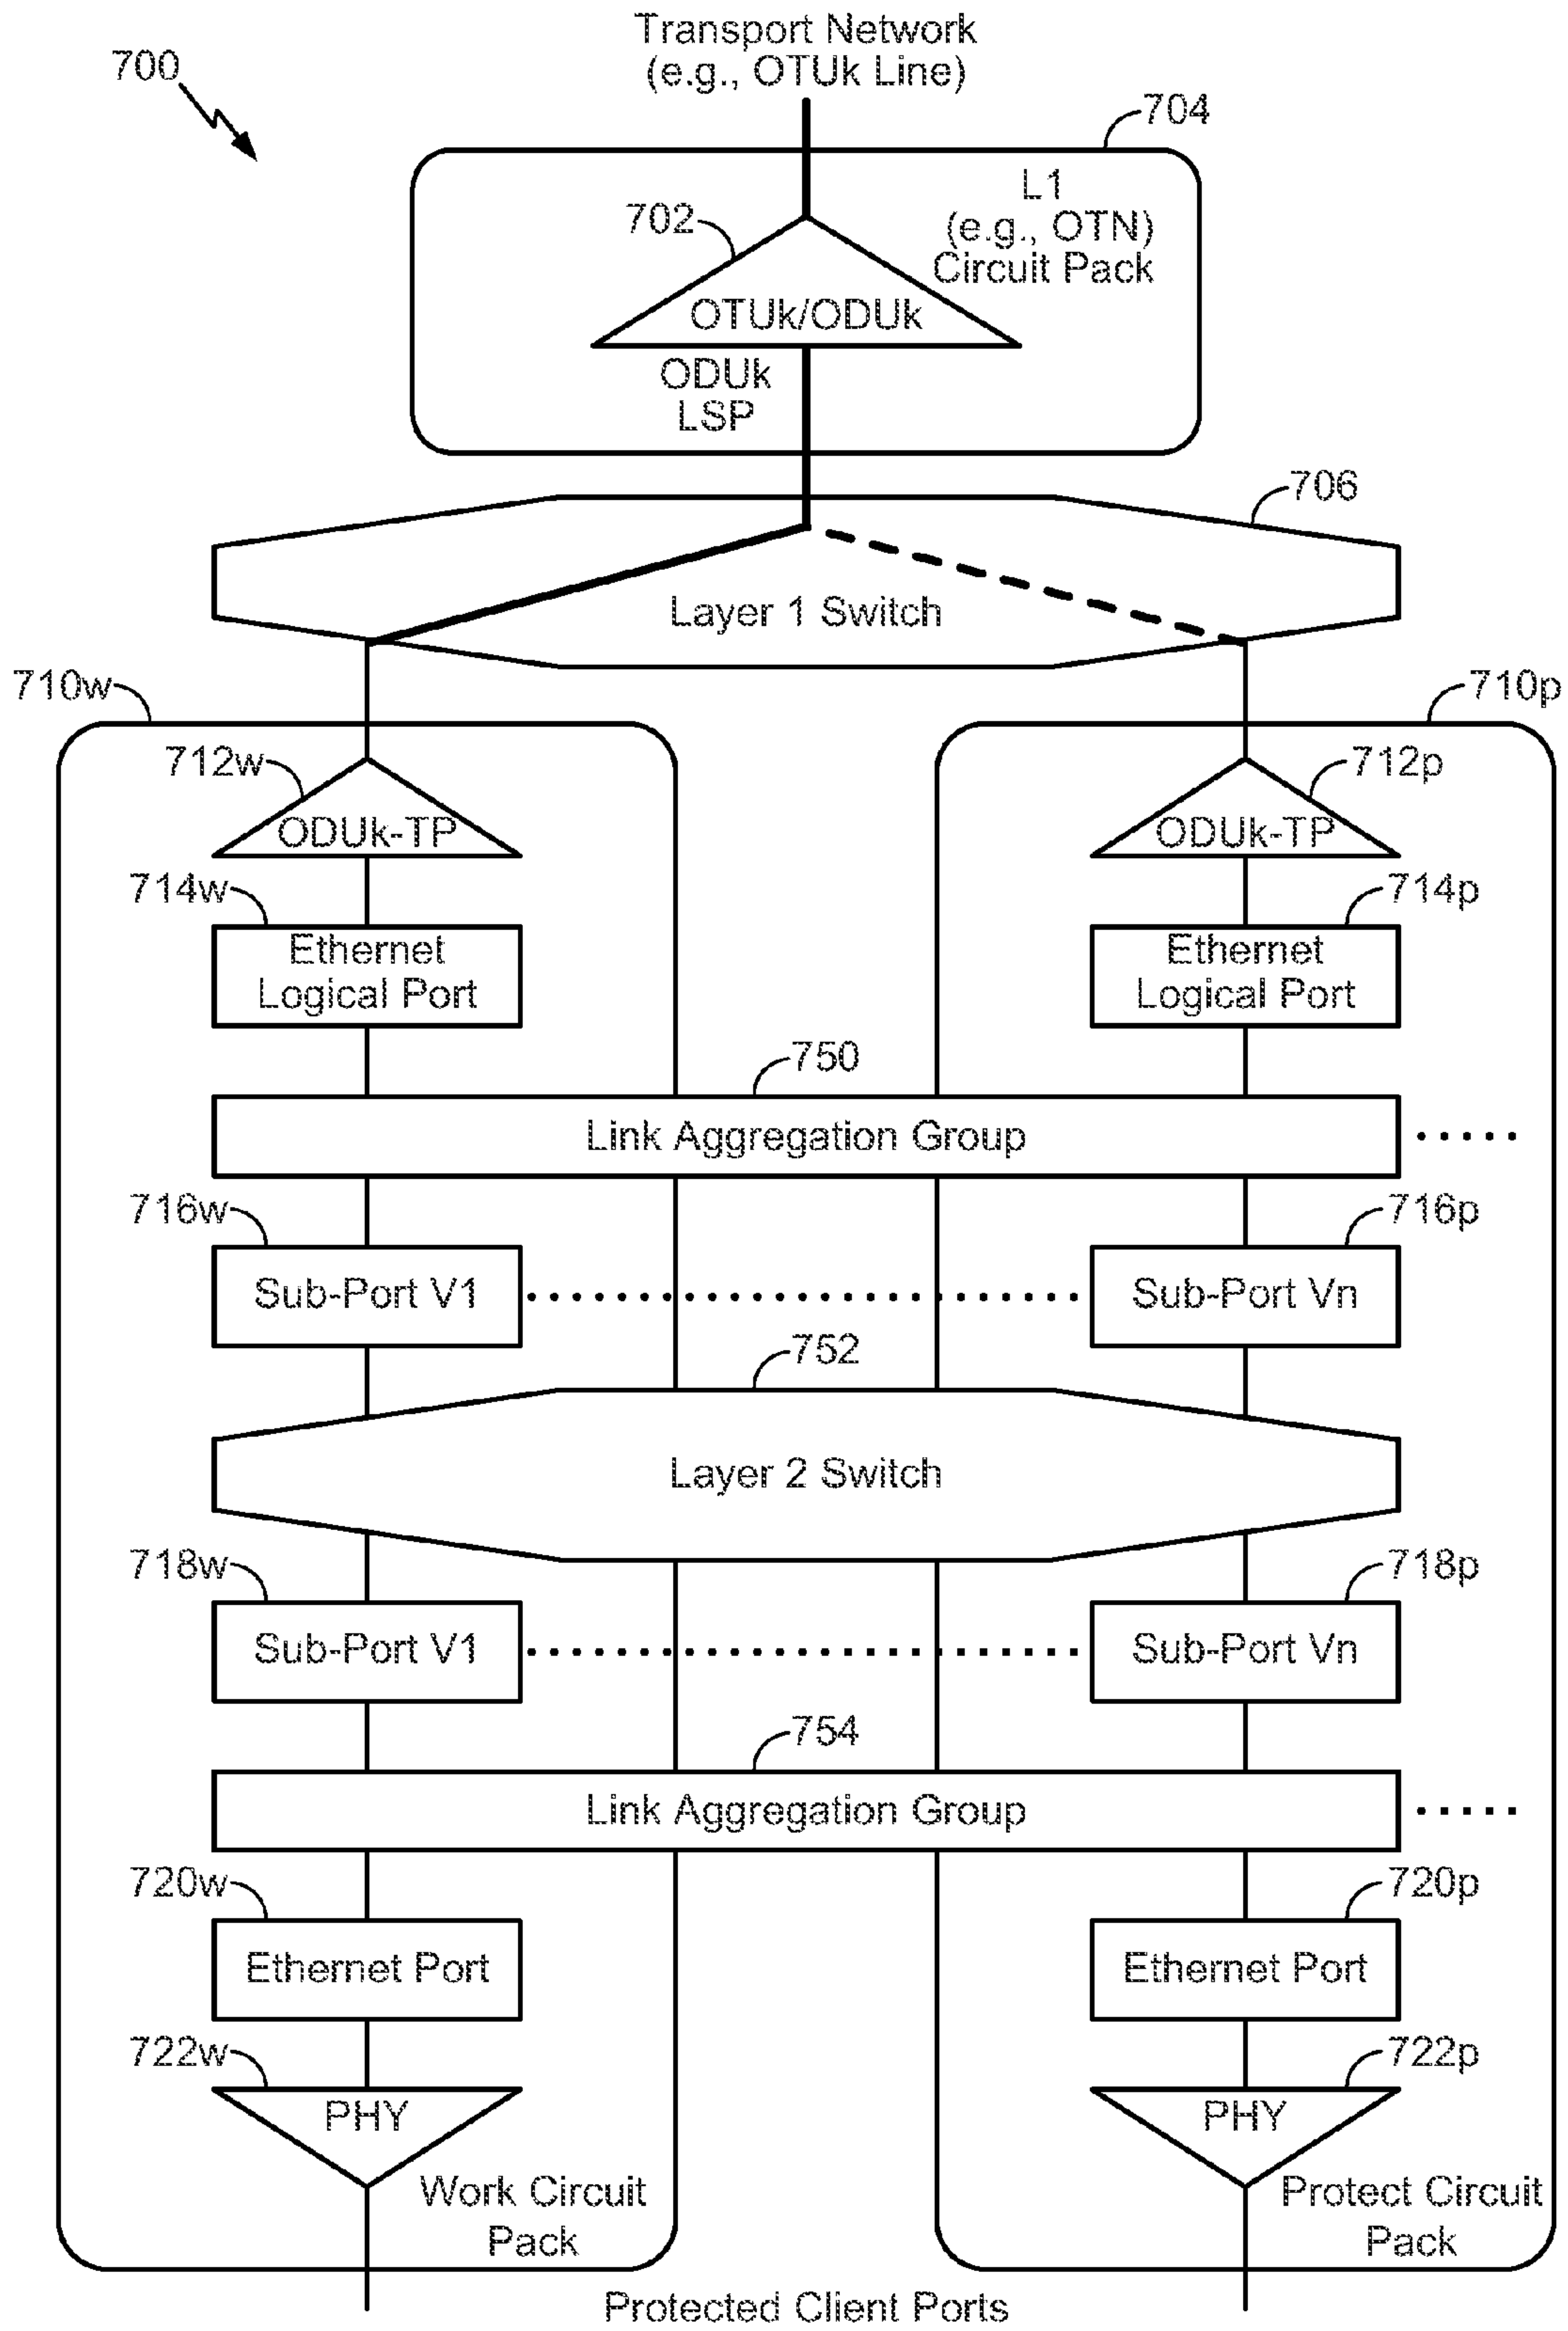 Transport Network
(e.g., OTUk Line)
700
704
L1
(e.g., OTN)
Circuit Pack
702
OTUk/ODUk
ODUk
LSP
706
Layer 1 Switch
710w
710p
712w
712p
ODUk-TP
ODUk-TP
714w
714p
Ethernet
Logical Port
Ethernet
Logical Port
750
Link Aggregation Group
716w
716p
Sub-Port V1
Sub-Port Vn
752
Layer 2 Switch
718w
718p
Sub-Port V1
Sub-Port Vn
754
Link Aggregation Group
720w
720p
Ethernet Port
Ethernet Port
722w
722p
PHY
PHY
Work Circuit
Pack
Protect Circuit
Pack
Protected Client Ports